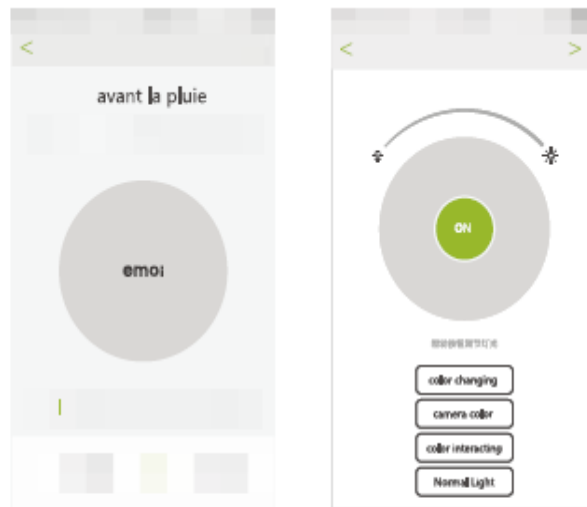 avant la pluie
emoi
ON
color changing
camera color
color interacting
Normal Light